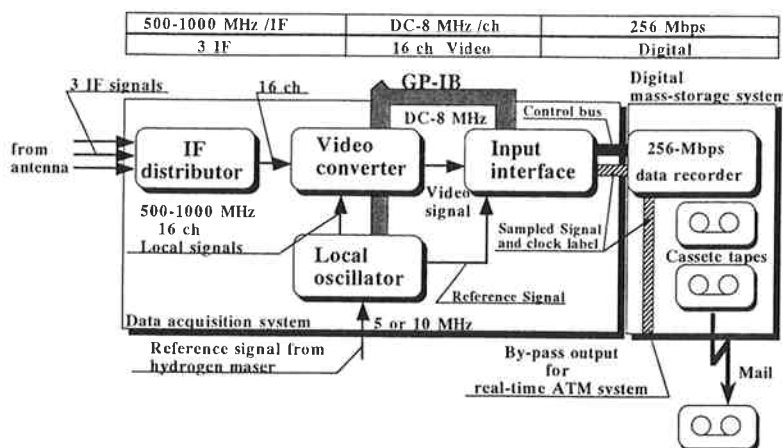 500-1000 MHz /IF DC-8 MHz /ch 256 Mbps
3 IF 16 ch Video Digital
3 IF signals
16 ch
GP-IB
Digital
mass-storage system
DC-8 MHz
Control bus
from
antenna
IF
distributor
Video
converter
Input
interface
256-Mbps
data recorder
Video
signal
500-1000 MHz
16 ch
Local signals
Sampled Signal
and clock label
Cassete tapes
Local
oscillator
Reference Signal
Data acquisition system
5 or 10 MHz
Reference signal from
hydrogen maser
By-pass output
for
real-time ATM system
Mail